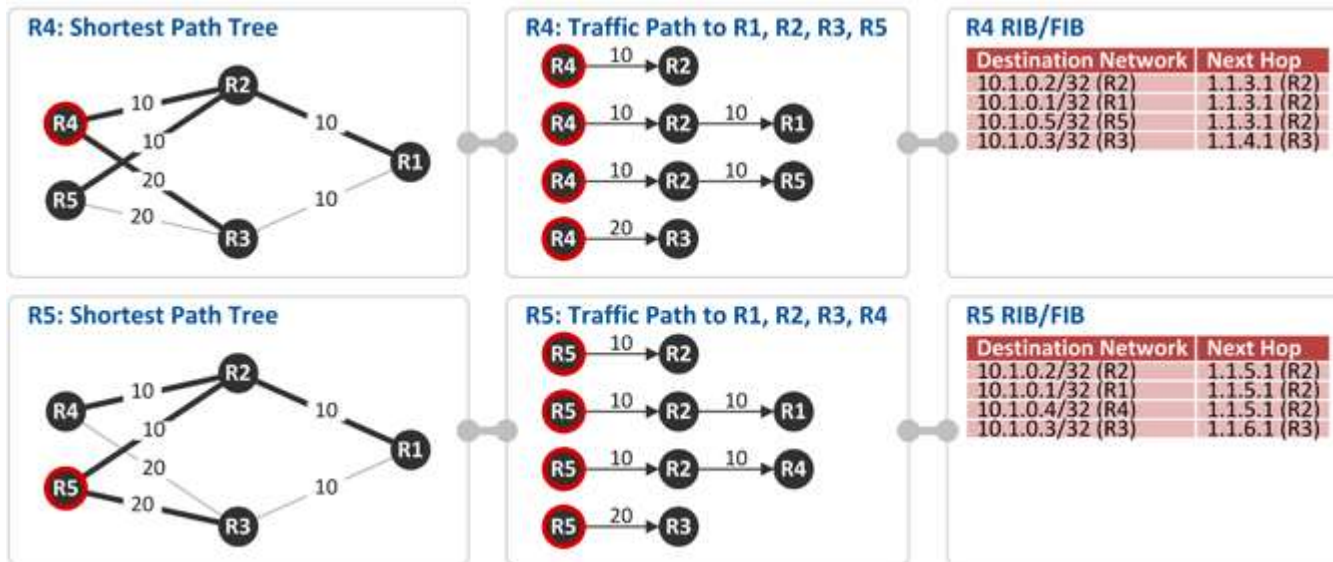 R4: Shortest Path Tree
R2
10
R4
10
10
R1
20
10
R5
20
R3
R4: Traffic Path to R1, R2, R3, R5
R4 10 R2
R4 10 R2 10 R1
R4 10 R2 10 R5
R4 20 R3
R4 RIB/FIB
Destination Network Next Hop
10.1.0.2/32 (R2) 1.1.3.1 (R2)
10.1.0.1/32 (R1) 1.1.3.1 (R2)
10.1.0.5/32 (R5) 1.1.3.1 (R2)
10.1.0.3/32 (R3) 1.1.4.1 (R3)
R5: Shortest Path Tree
R2
10
R4
10
10
R1
20
10
R5
20
R3
R5: Traffic Path to R1, R2, R3, R4
R5 10 R2
R5 10 R2 10 R1
R5 10 R2 10 R4
R5 20 R3
R5 RIB/FIB
Destination Network Next Hop
10.1.0.2/32 (R2) 1.1.5.1 (R2)
10.1.0.1/32 (R1) 1.1.5.1 (R2)
10.1.0.4/32 (R4) 1.1.5.1 (R2)
10.1.0.3/32 (R3) 1.1.6.1 (R3)